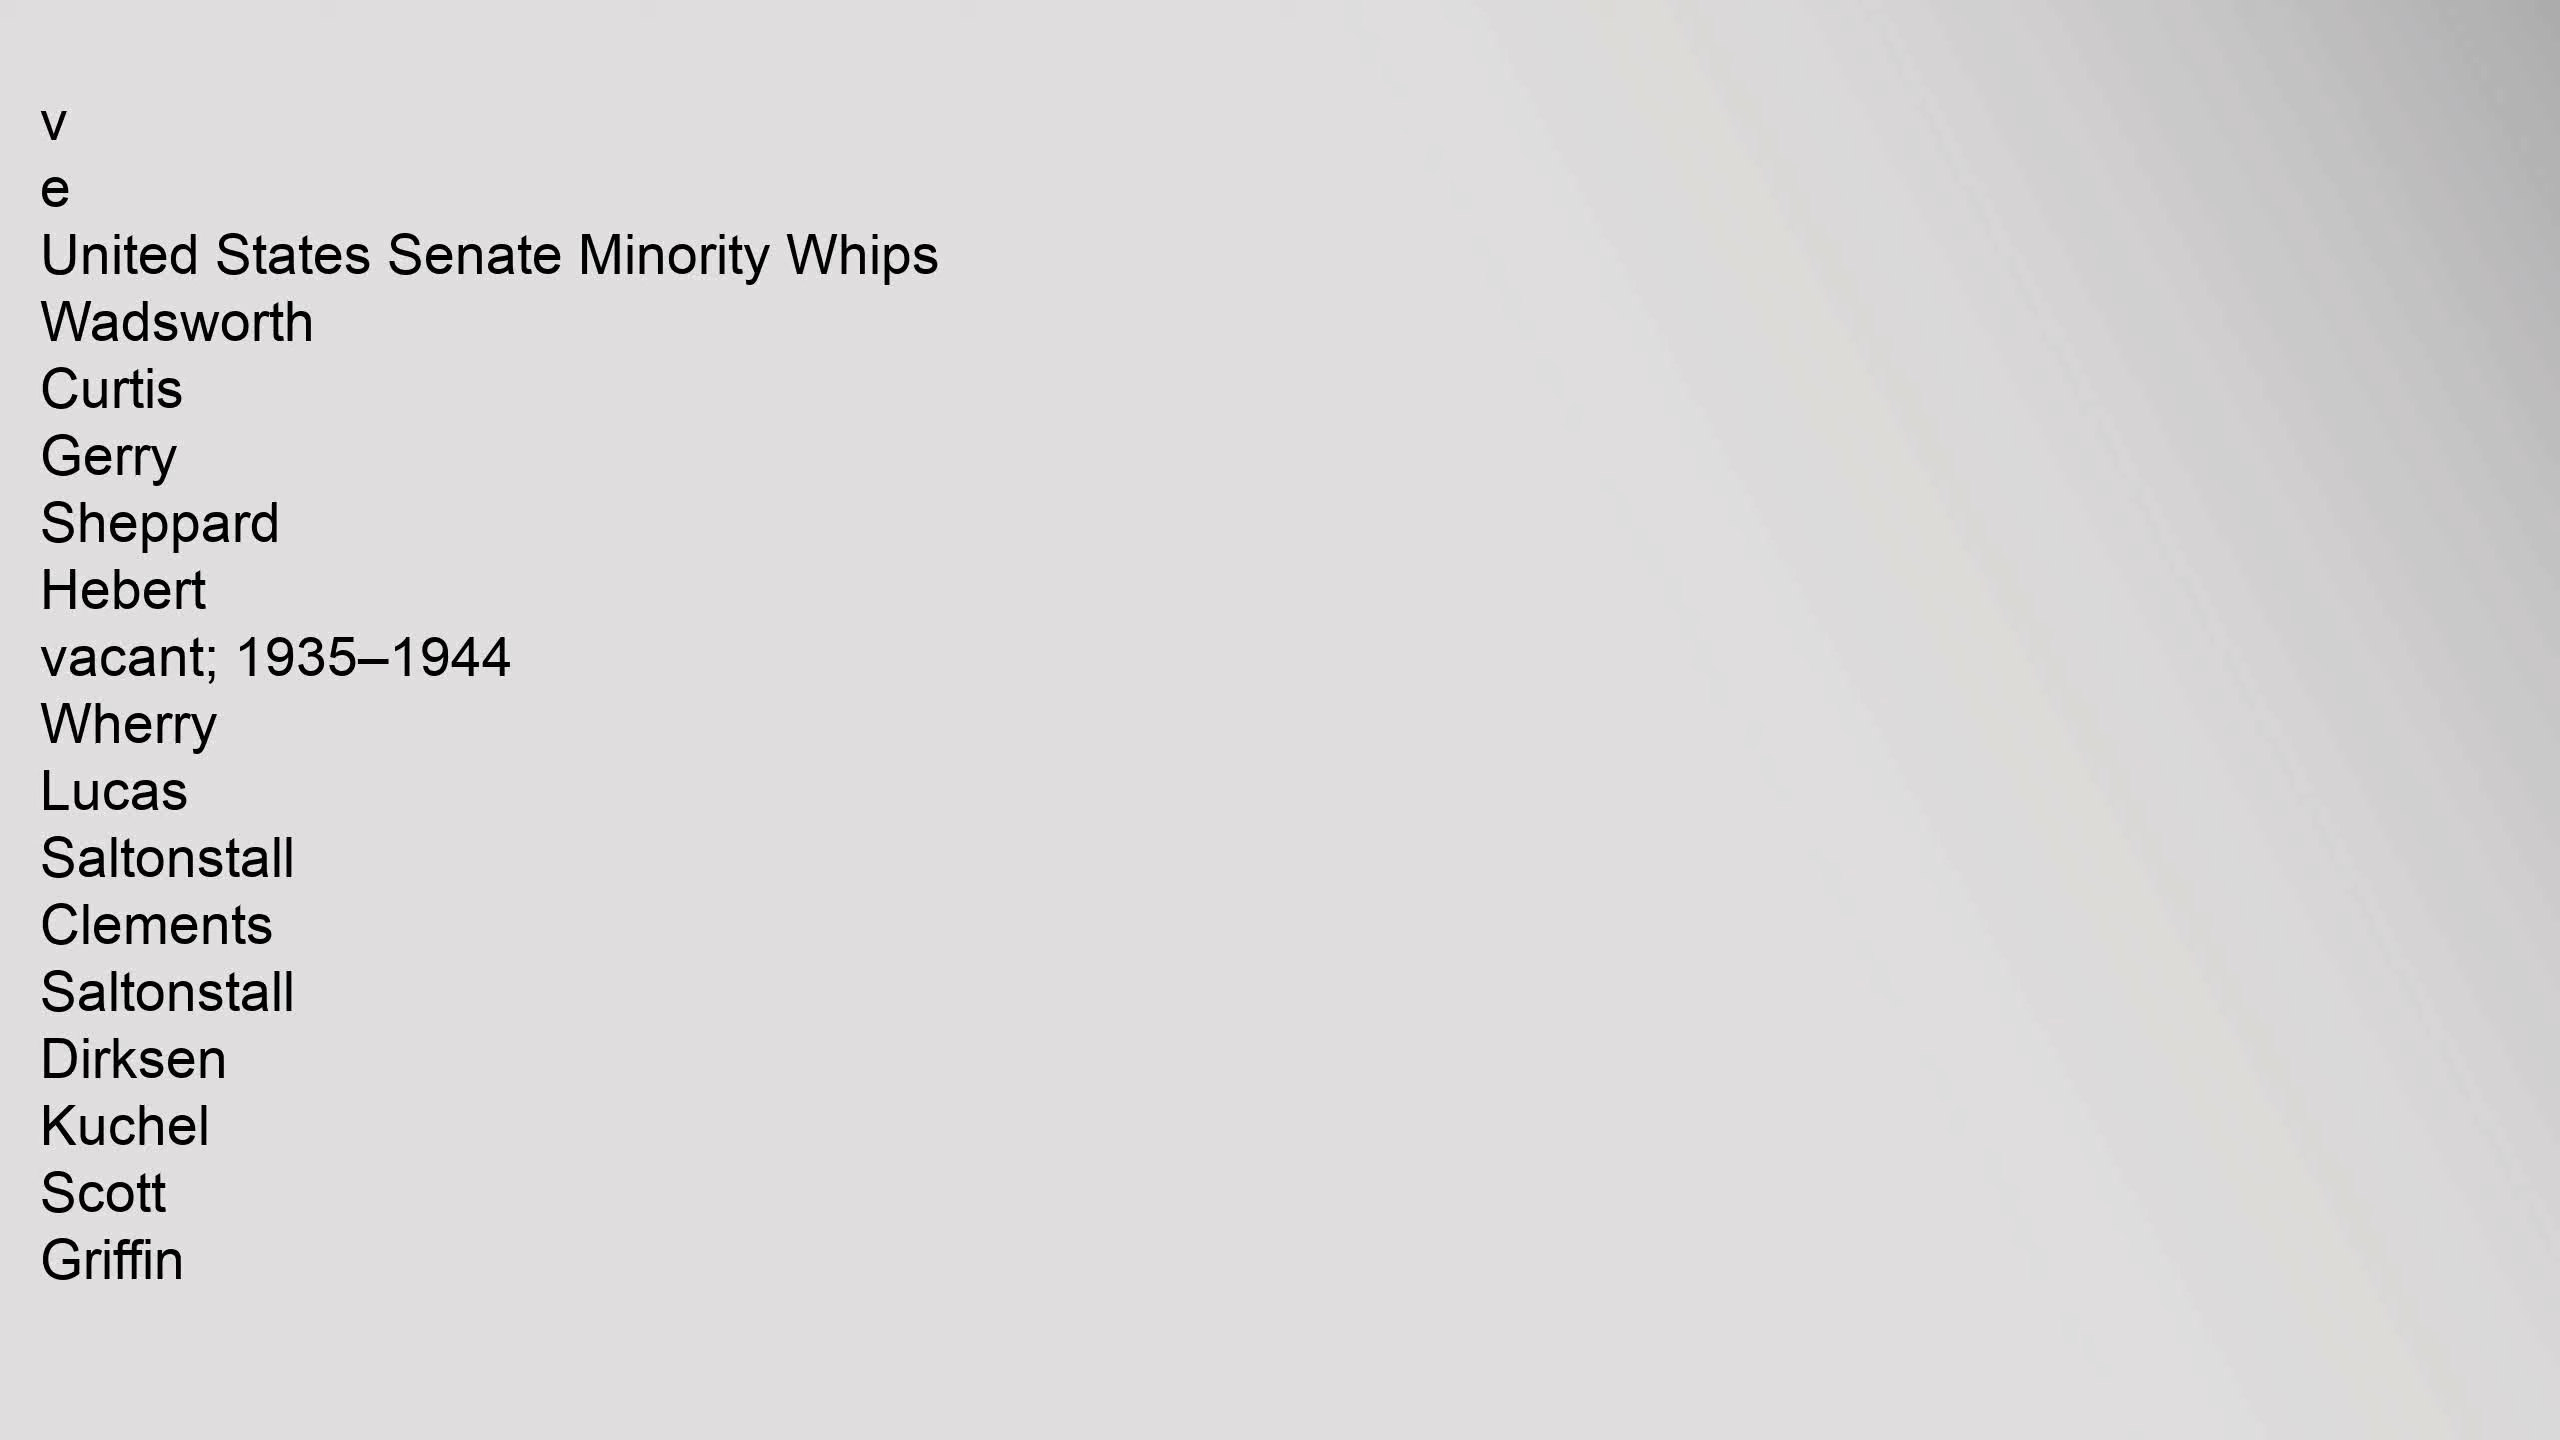 v
e
United States Senate Minority Whips
Wadsworth
Curtis
Gerry
Sheppard
Hebert
vacant; 1935–1944
Wherry
Lucas
Saltonstall
Clements
Saltonstall
Dirksen
Kuchel
Scott
Griffin